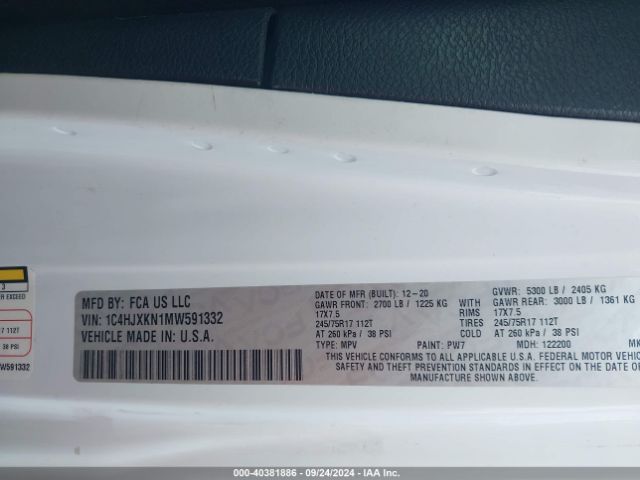 3
ER EXCEED
17 112T
38 PSI
MW591332
MFD BY: FCA US LLC
VIN: 1C4HJXKN1MW591332
VEHICLE MADE IN: U.S.A.
DATE OF MFR (BUILT): 12-20 GVWR: 5300 LB / 2405 KG
GAWR FRONT: 2700 LB / 1225 KG WITH GAWR REAR: 3000 LB / 1361 KG
17X7.5 RIMS 17X7.5
245/75R17 112T TIRES 245/75R17 112T
AT 260 kPa / 38 PSI COLD AT 260 kPa / 38 PSI
TYPE: MPV PAINT: PW7 MDH: 122200 MK
THIS VEHICLE CONFORMS TO ALL APPLICABLE U.S.A. FEDERAL MOTOR VEHIC
SAFETY AND THEFT PREVENTION STANDARDS IN EFFECT ON THE DATE O
MANUFACTURE SHOWN ABOVE.
000-40381886 - 09/24/2024 - IAA Inc.